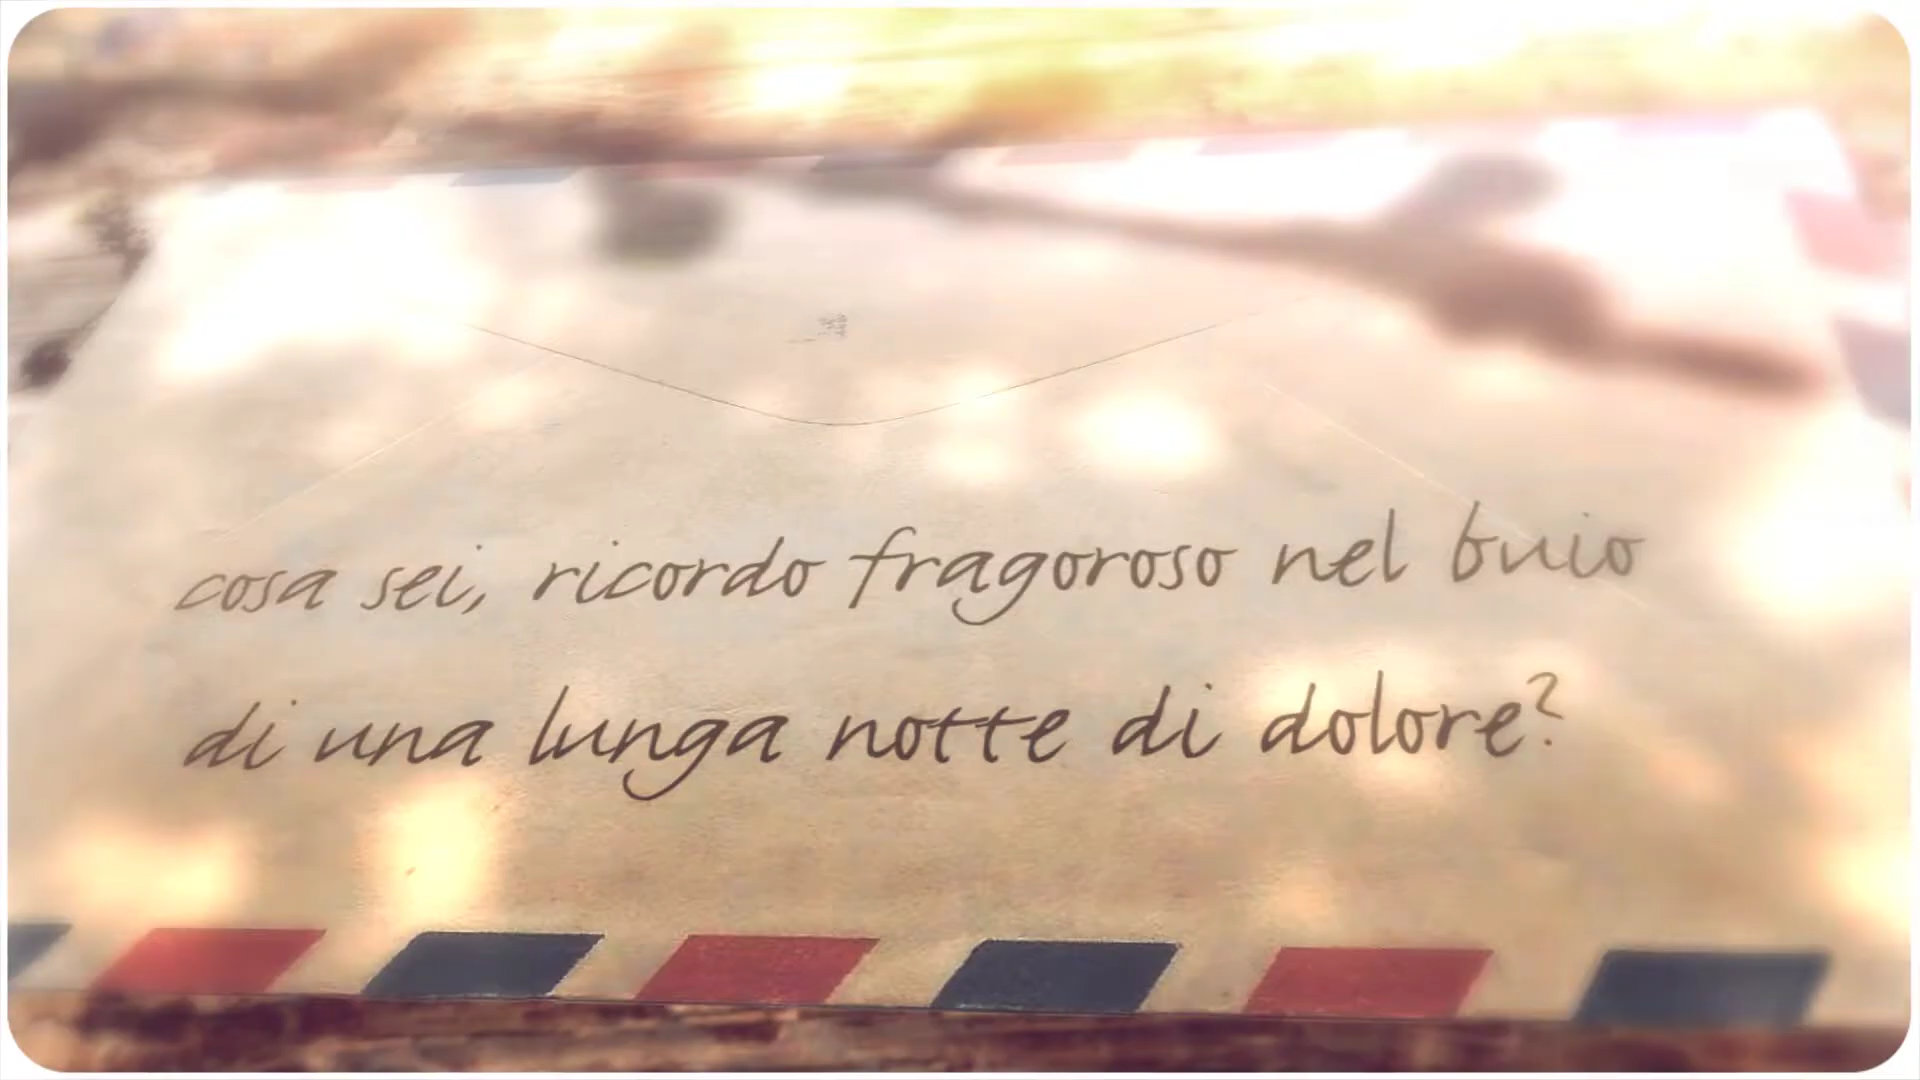 cosa sei, ricordo fragoroso nel buio
di una lunga notte di dolore?